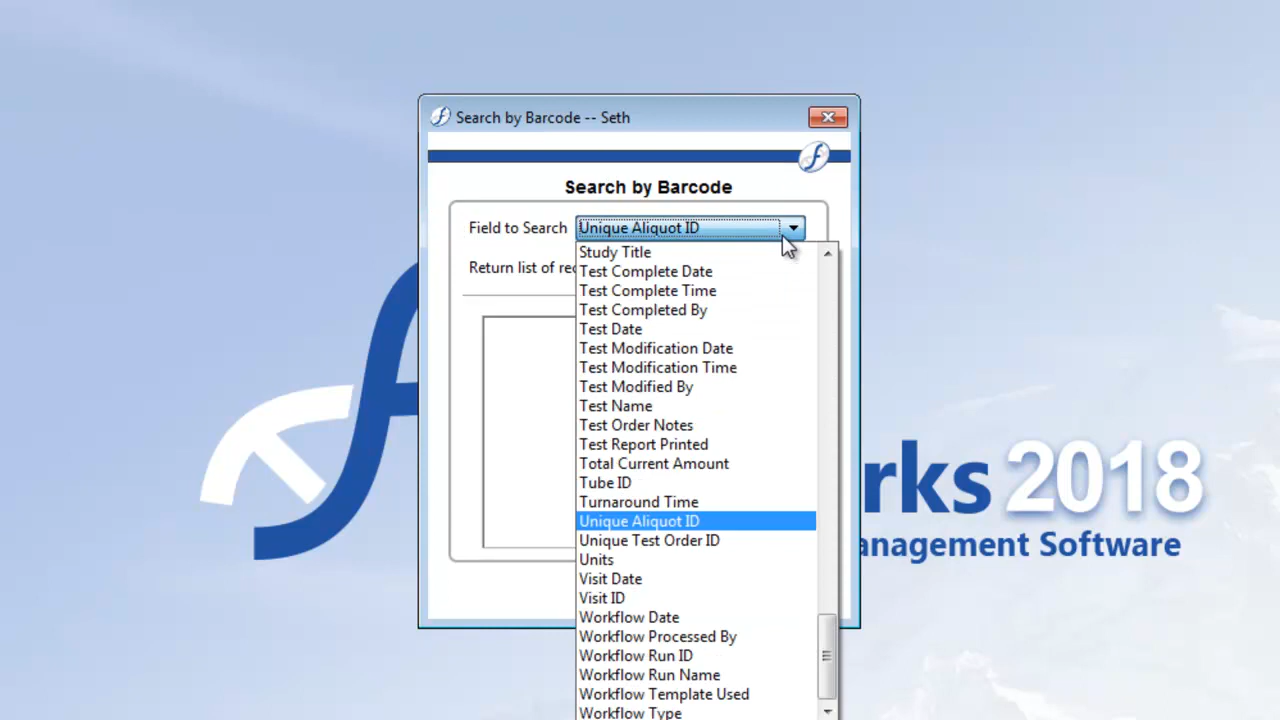 Search by Barcode -- Seth
Search by Barcode
Field to Search Unique Aliquot ID
Return list of
Study Title
Test Complete Date
Test Complete Time
Test Completed By
Test Date
Test Modification Date
Test Modification Time
Test Modified By
Test Name
Test Order Notes
Test Report Printed
Total Current Amount
Tube ID
Turnaround Time
Unique Aliquot ID
Unique Test Order ID
Units
Visit Date
Visit ID
Workflow Date
Workflow Processed By
Workflow Run ID
Workflow Run Name
Workflow Template Used
Workflow Type
rks 2018
anagement Software